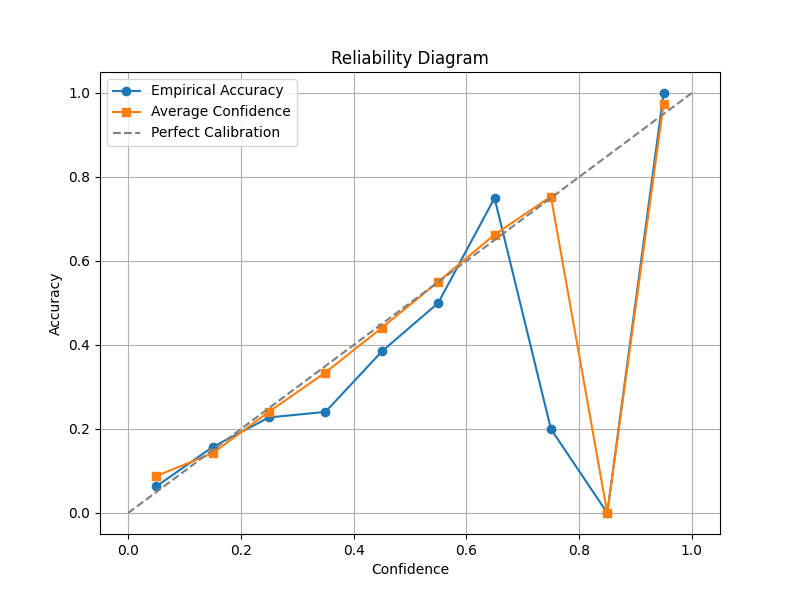 Reliability Diagram
Empirical Accuracy
Average Confidence
Perfect Calibration
1.0
0.8
0.6
0.4
0.2
0.0
Accuracy
0.0 0.2 0.4 0.6 0.8 1.0
Confidence